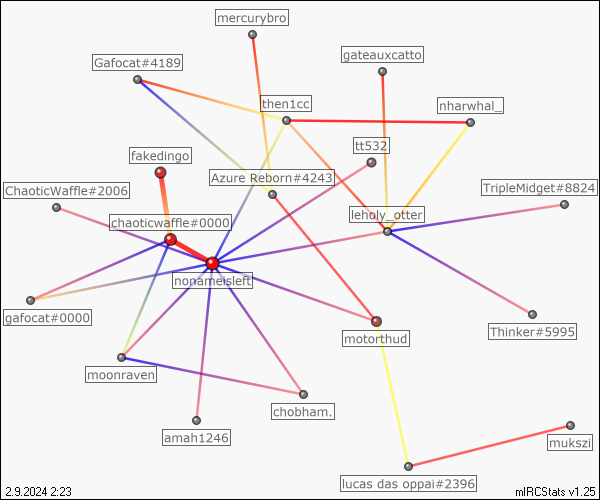 mercurybro
Gafocat#4189
gateauxcatto
then1cc
nharwhal_
tt532
fakedingo
Azure Reborn#4243
ChaoticWaffle#2006
TripleMidget#8824
leholy_otter
chaoticwaffle#0000
nonameisleft
gafocat#0000
Thinker#5995
motorthud
moonraven
chobham.
amah1246
mukszi
lucas das oppai#2396
2.9.2024 2:23
mIRCStats v1.25